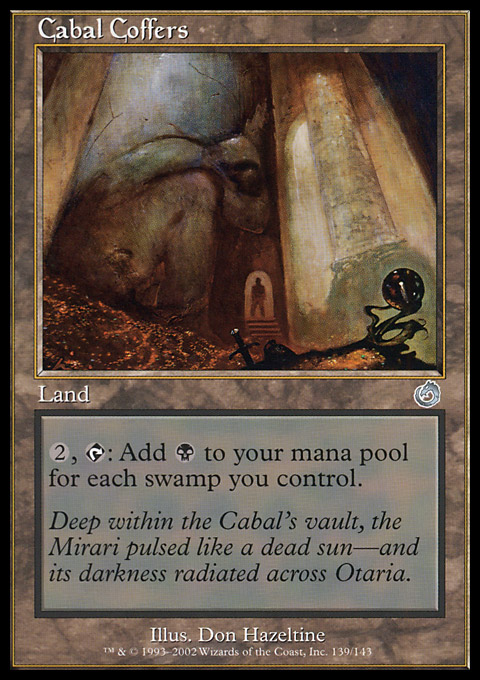 Cabal Coffers
Land
2, : Add to your mana pool
for each swamp you control.
Deep within the Cabal's vault, the
Mirari pulsed like a dead sun—and
its darkness radiated across Otaria.
Illus. Don Hazeltine
™ & © 1993–2002 Wizards of the Coast, Inc. 139/143